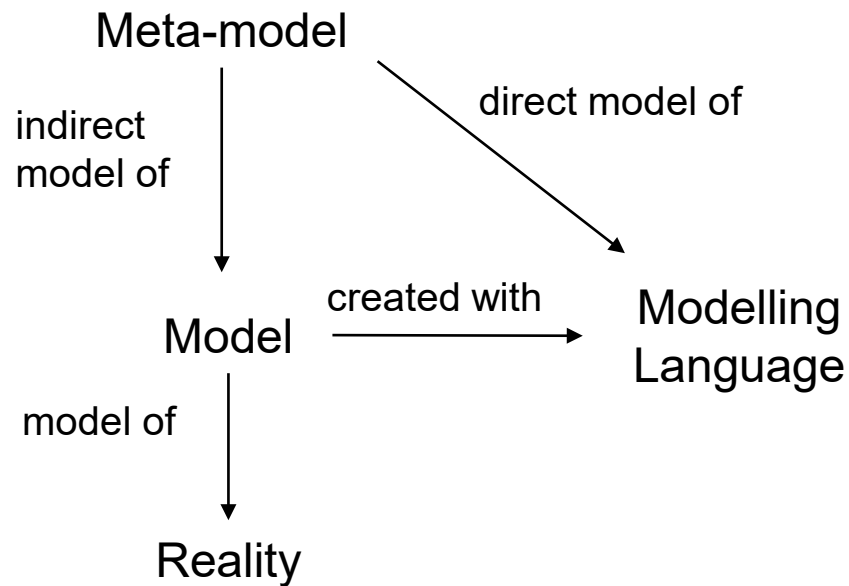 Meta-model
direct model of
indirect
model of
created with
Modelling
Language
Model
model of
Reality